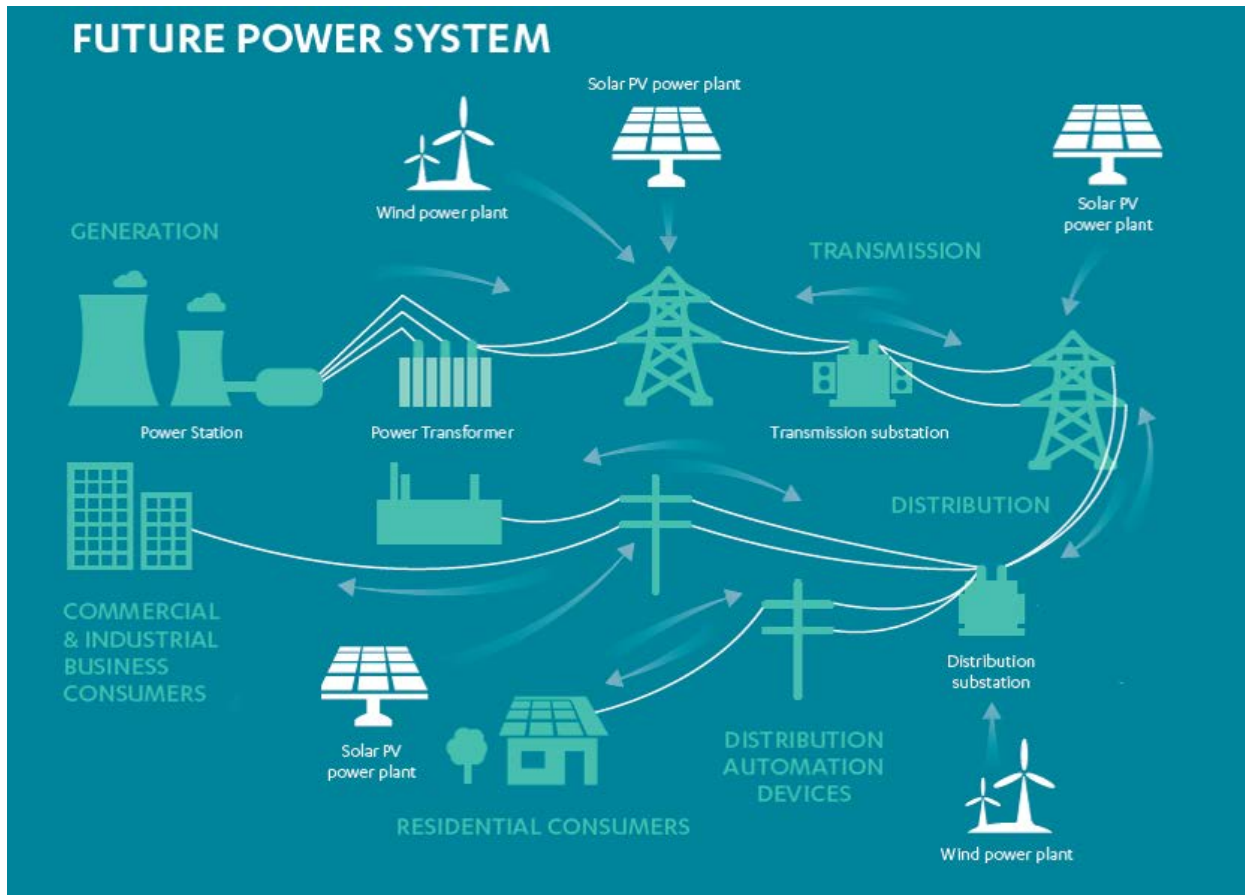 FUTURE POWER SYSTEM
Solar PV power plant
Wind power plant
Solar PV
power plant
GENERATION
TRANSMISSION
Power Station
Power Transformer
Transmission substation
DISTRIBUTION
COMMERCIAL
& INDUSTRIAL
BUSINESS
CONSUMERS
Distribution
substation
Solar PV
power plant
DISTRIBUTION
AUTOMATION
DEVICES
RESIDENTIAL CONSUMERS
Wind power plant